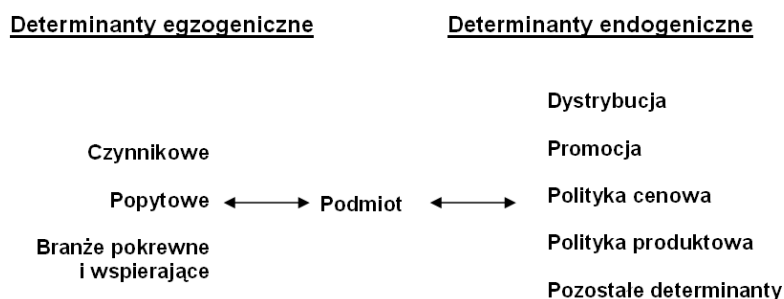 Determinanty egzogeniczne
Determinanty endogeniczne
Dystrybucja
Czynnikowe
Promocja
Popytowe
Podmiot
Polityka cenowa
Branże pokrewne
i wspierające
Polityka produktowa
Pozostałe determinanty